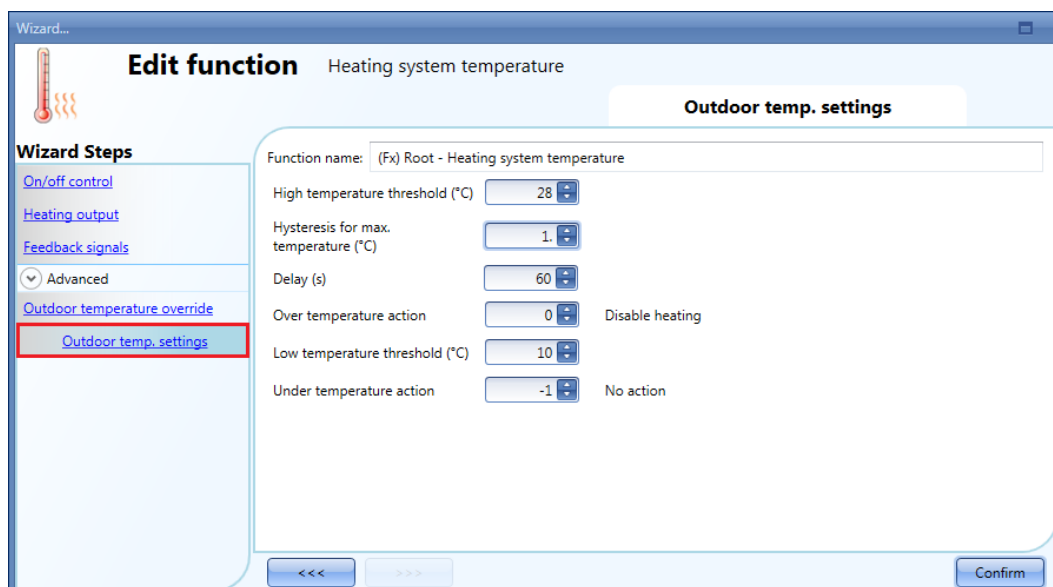 Wizard...
Edit function Heating system temperature
Outdoor temp. settings
Wizard Steps
On/off control
Heating output
Feedback signals
Advanced
Outdoor temperature override
Outdoor temp. settings
Function name: (Fx) Root - Heating system temperature
High temperature threshold (°C) 28
Hysteresis for max.
temperature (°C) 1.
Delay (s) 60
Over temperature action 0 Disable heating
Low temperature threshold (°C) 10
Under temperature action -1 No action
<<< >>> Confirm